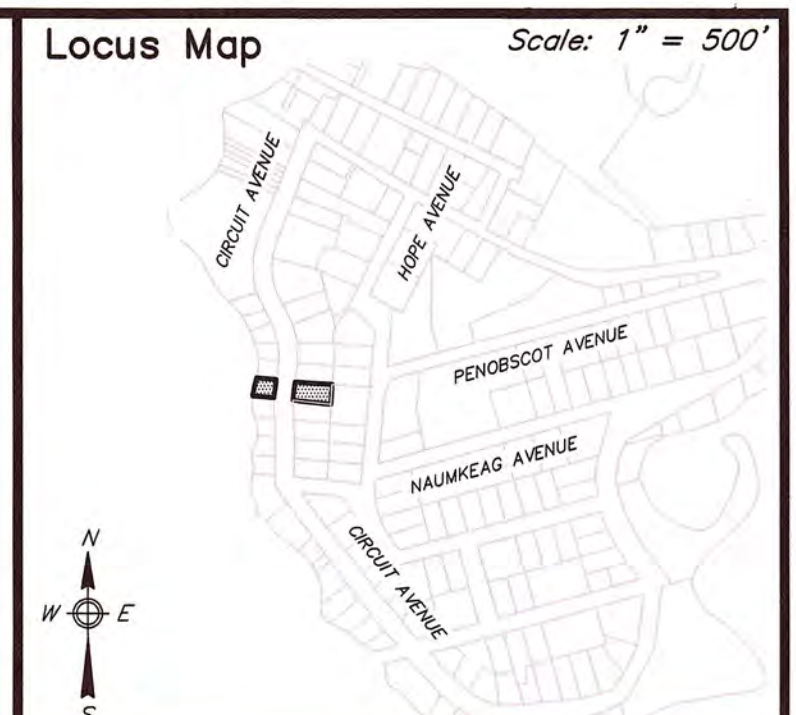 Locus Map
Scale: 1" = 500'
CIRCUIT AVENUE
HOPE AVENUE
PENOBSCOT AVENUE
NAUMKEAG AVENUE
CIRCUIT AVENUE
N
W E
S